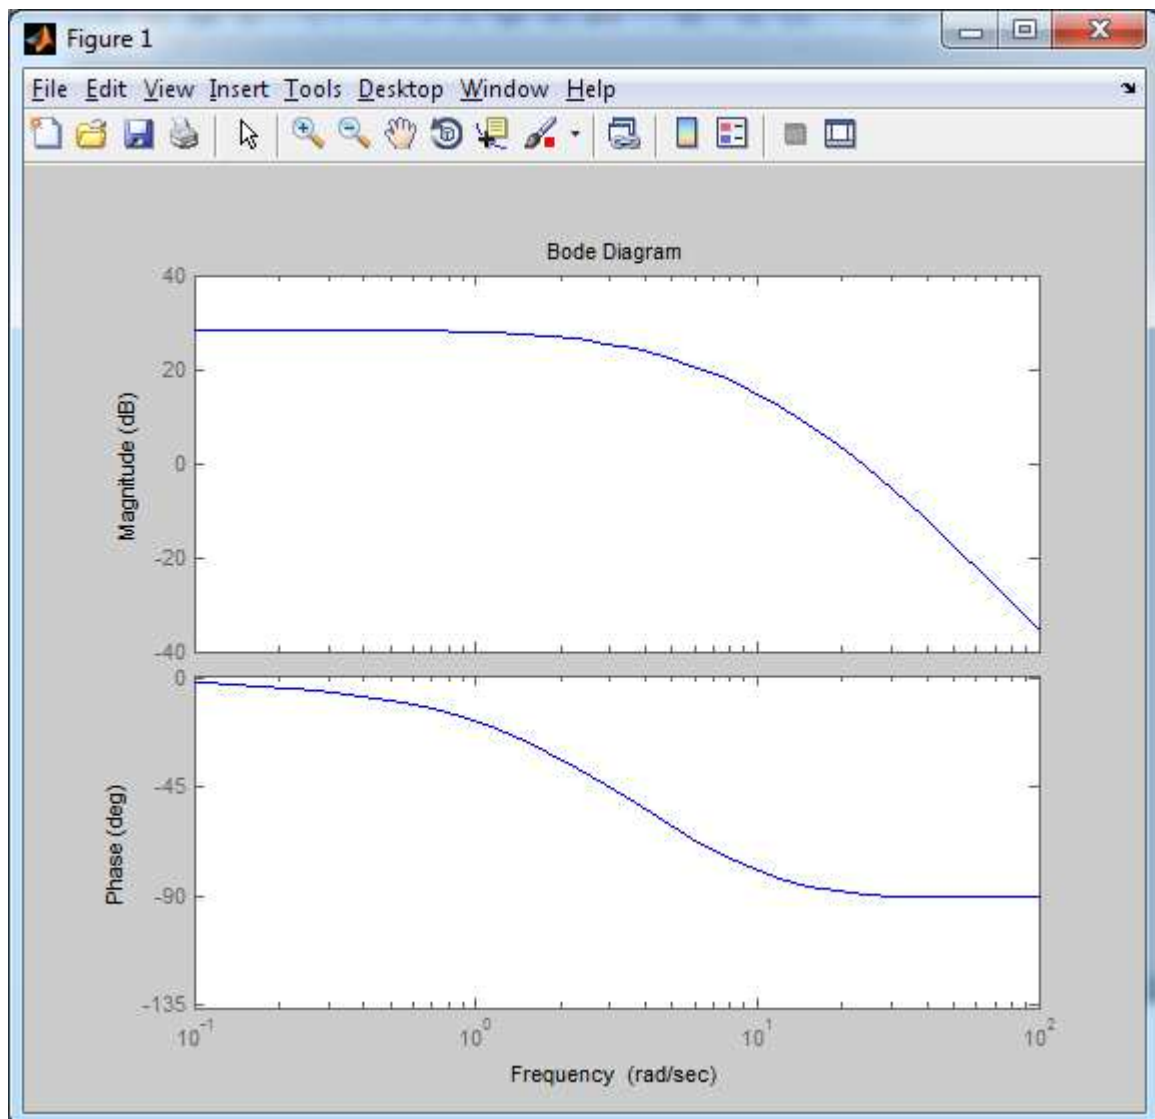 Figure 1
File Edit View Insert Tools Desktop Window Help
Bode Diagram
40
20
0
-20
-40
Magnitude (dB)
0
-45
-90
-135
Phase (deg)
10^-1 10^0 10^1 10^2
Frequency (rad/sec)